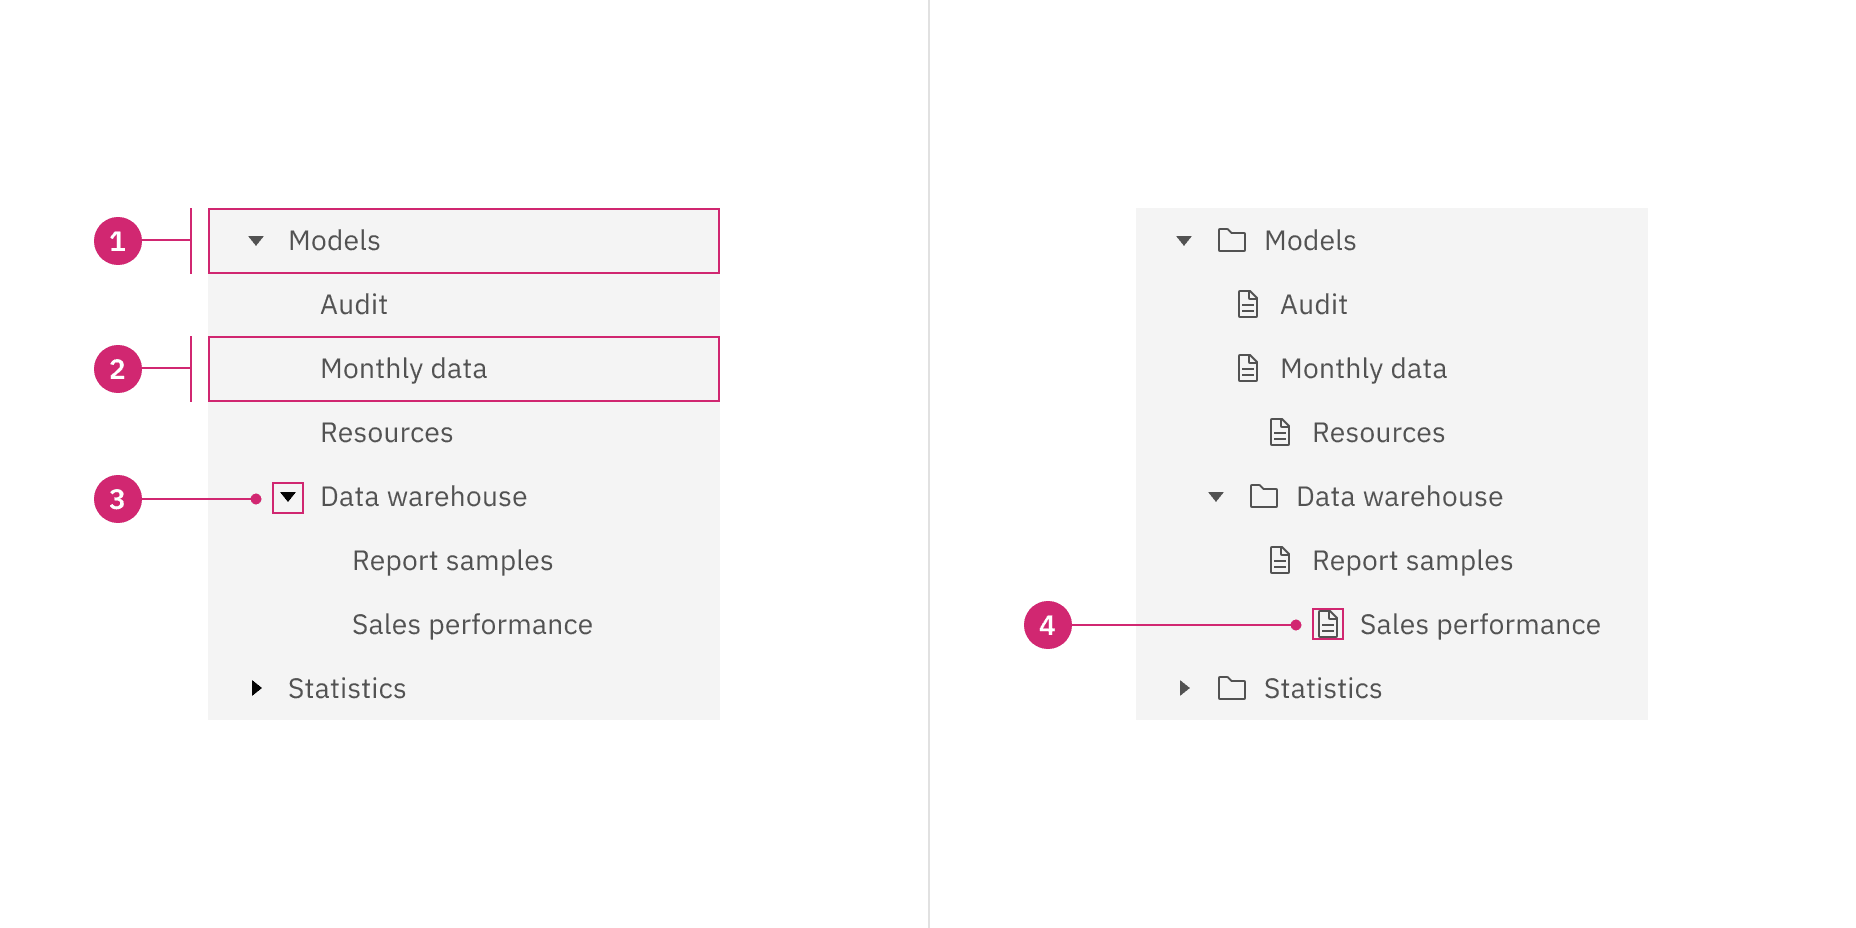 1
Models
Audit
2
Monthly data
Resources
3
Data warehouse
Report samples
Sales performance
Statistics
Models
Audit
Monthly data
Resources
Data warehouse
Report samples
4
Sales performance
Statistics